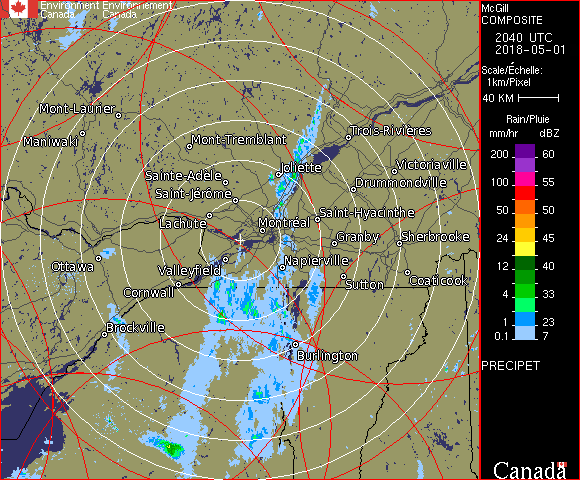 Environment Environnement
Canada Canada
Mont-Laurier
Maniwaki
Mont-Tremblant
Trois-Rivières
Joliette
Victoriaville
Sainte-Adèle
Drummondville
Saint-Jérôme
Saint-Hyacinthe
Lachute
Montréal
Granby
Sherbrooke
Ottawa
Valleyfield
Napierville
Cornwall
Sutton
Coaticook
Brockville
Burlington
McGill
COMPOSITE
2040 UTC
2018-05-01
Scale/Échelle:
1km/Pixel
40 KM
Rain/Pluie
mm/hr dBZ
200 60
150 57
100 55
50 50
24 45
12 40
4 33
1 23
0.1 7
PRECIPET
Canada